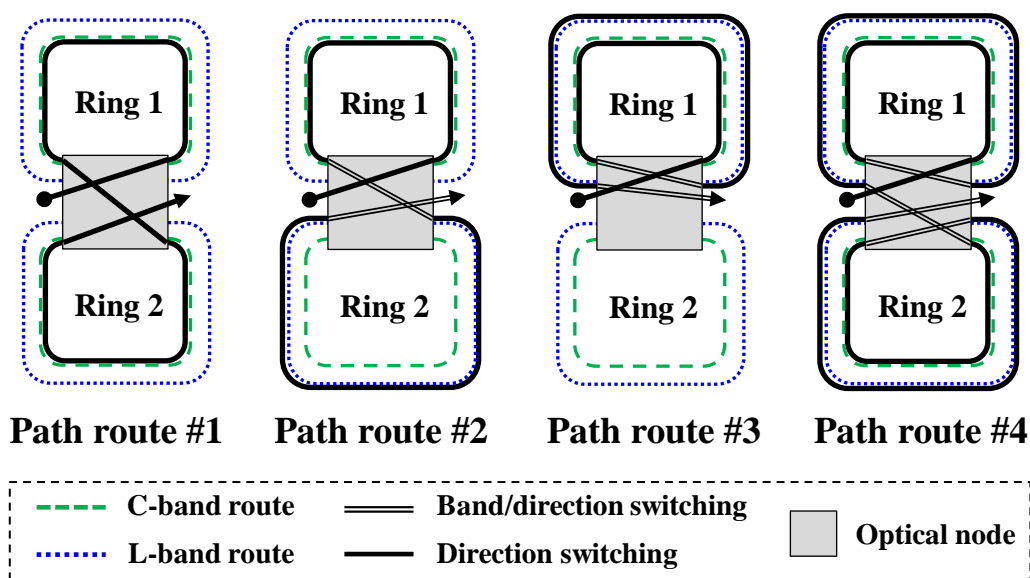 Ring 1
Ring 1
Ring 1
Ring 1
Ring 2
Ring 2
Ring 2
Ring 2
Path route #1
Path route #2
Path route #3
Path route #4
C-band route
Band/direction switching
Optical node
L-band route
Direction switching